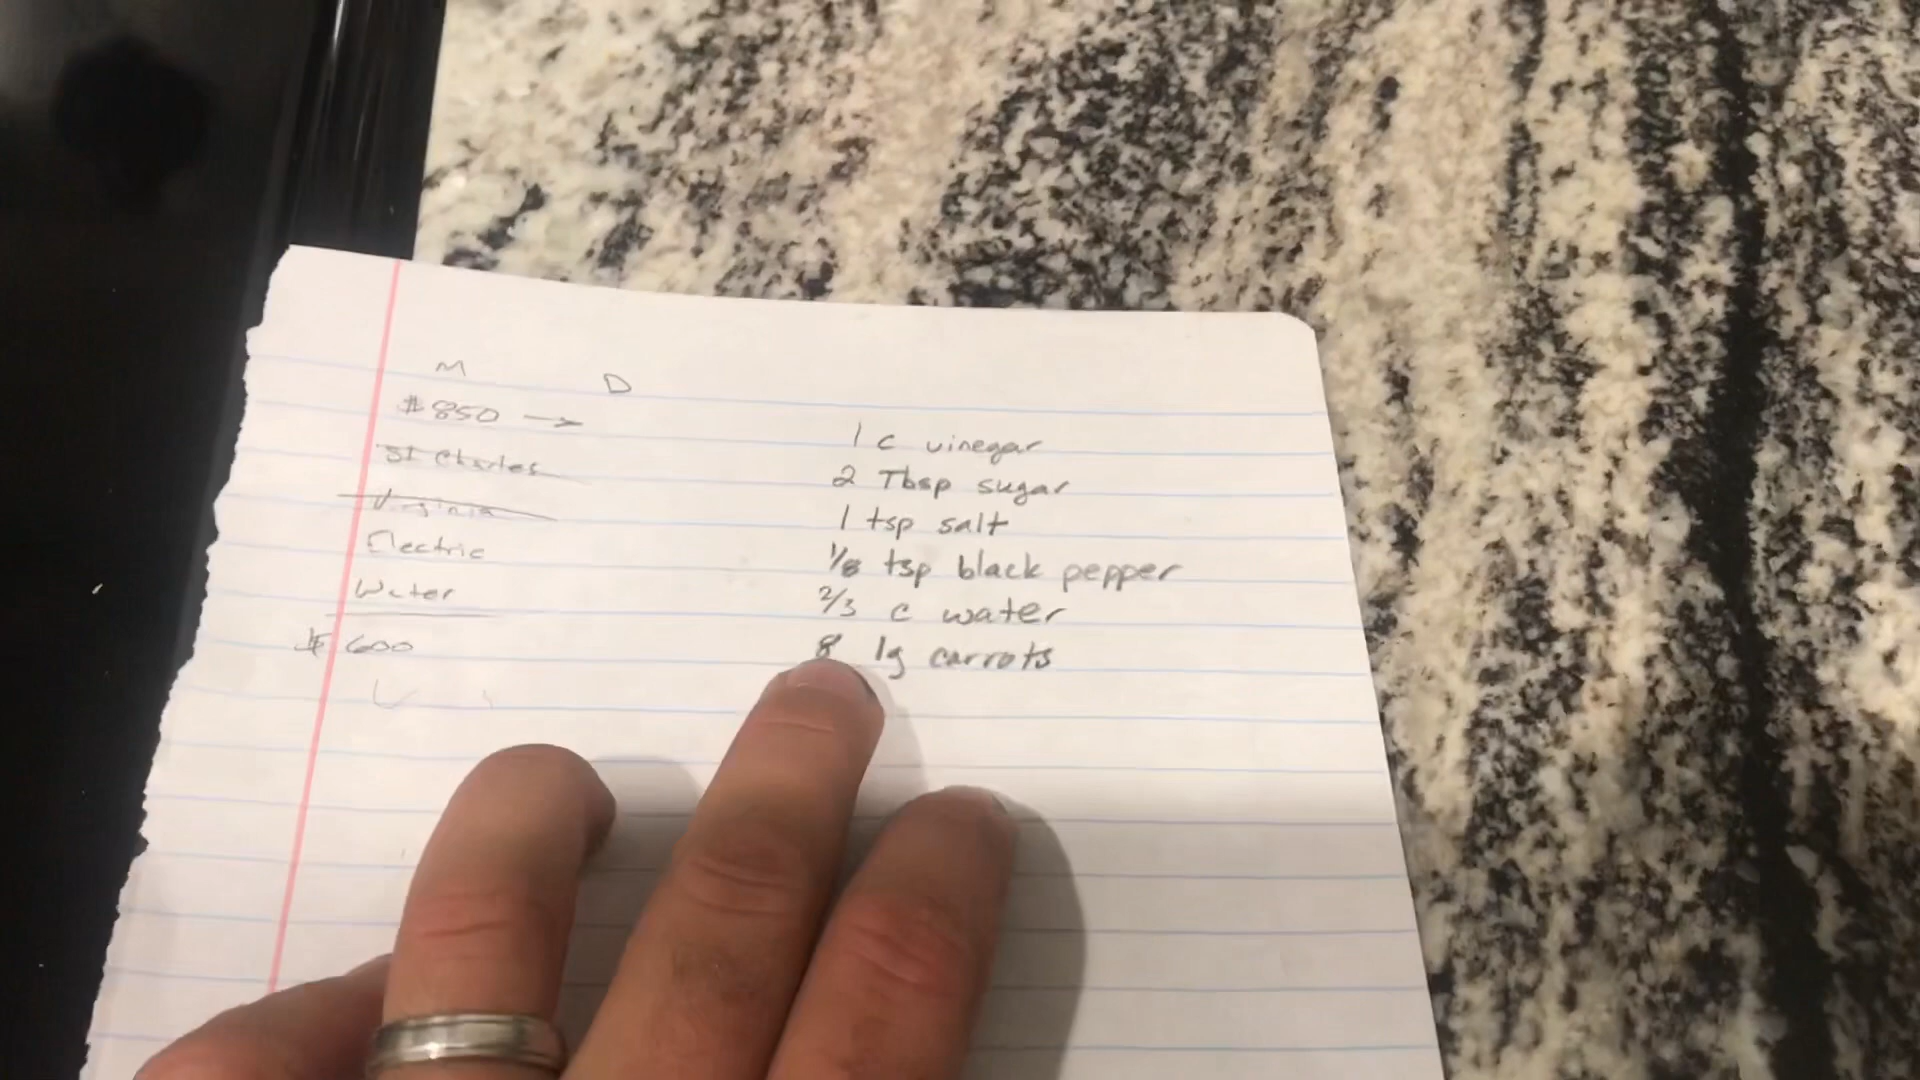 M
D
$850 →
St Charles
Virginia
Electric
Water
$600
1 c vinegar
2 Tbsp sugar
1 tsp salt
1/8 tsp black pepper
2/3 c water
8 lg carrots